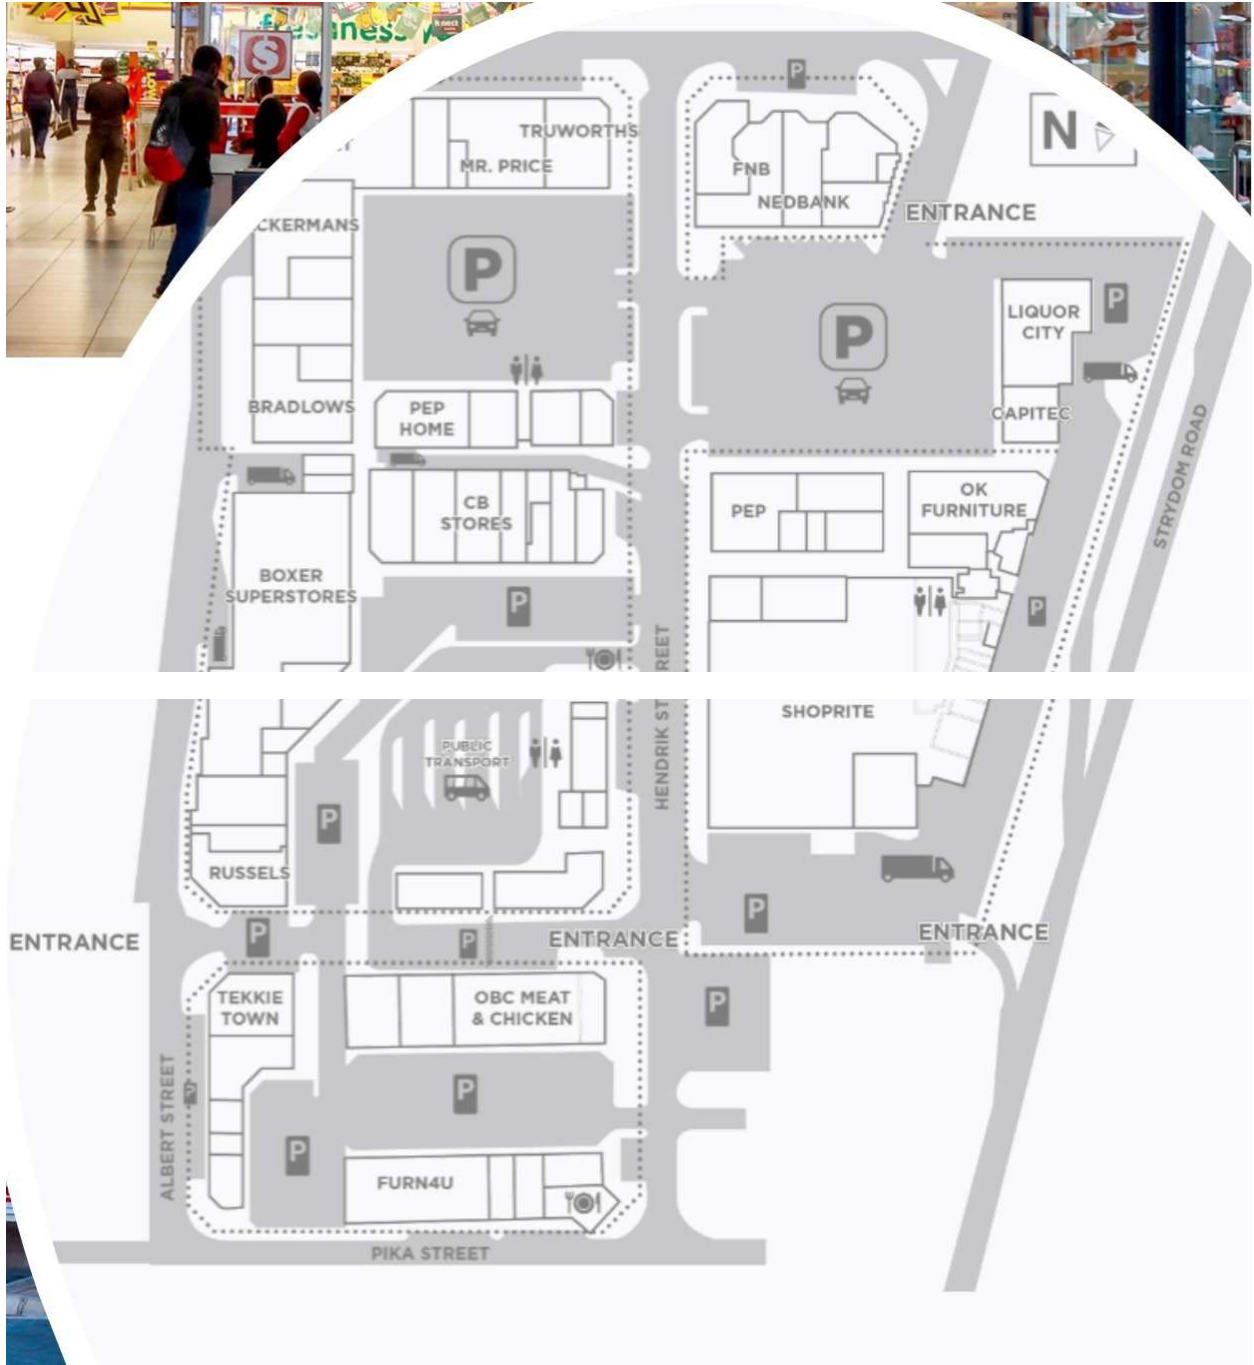 TRUWORTHS
MR. PRICE
FNB
NEDBANK
N
ENTRANCE
CKERMANS
P
P
P
P
LIQUOR
CITY
BRADLOWS
PEP
HOME
CAPITEC
STRYDOM ROAD
CB
STORES
PEP
OK
FURNITURE
BOXER
SUPERSTORES
P
P
HENDRIK STREET
SHOPRITE
PUBLIC
TRANSPORT
P
RUSSELS
P
ENTRANCE
P
P
ENTRANCE
ENTRANCE
TEKKIE
TOWN
OBC MEAT
& CHICKEN
P
ALBERT STREET
P
P
P
FURN4U
PIKA STREET